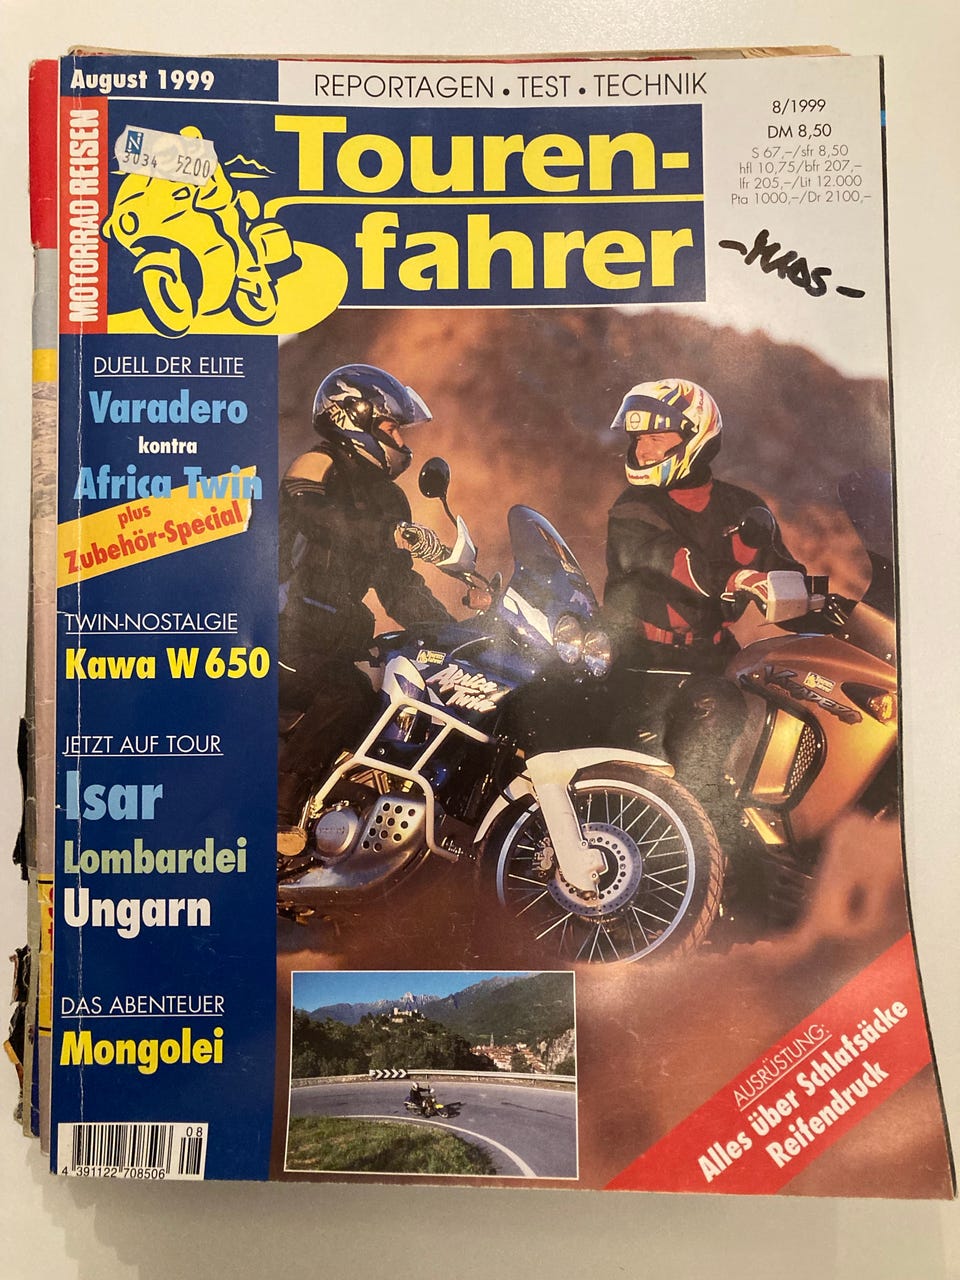 August 1999
REPORTAGEN • TEST • TECHNIK
8/1999
DM 8,50
S 67,–/sfr 8,50
hfl 10,75/bfr 207,–
lfr 205,–/Lit 12.000
Pta 1000,–/Dr 2100,–
MOTORRAD REISEN
N
3034 5200
Touren-
fahrer
DUELL DER ELITE
Varadero
kontra
Africa Twin
plus
Zubehör-Special
TWIN-NOSTALGIE
Kawa W 650
JETZT AUF TOUR
Isar
Lombardei
Ungarn
DAS ABENTEUER
Mongolei
Africa
Twin
VARADERO
AUSRÜSTUNG:
Alles über Schlafsäcke
Reifendruck
08
4 391122 708506